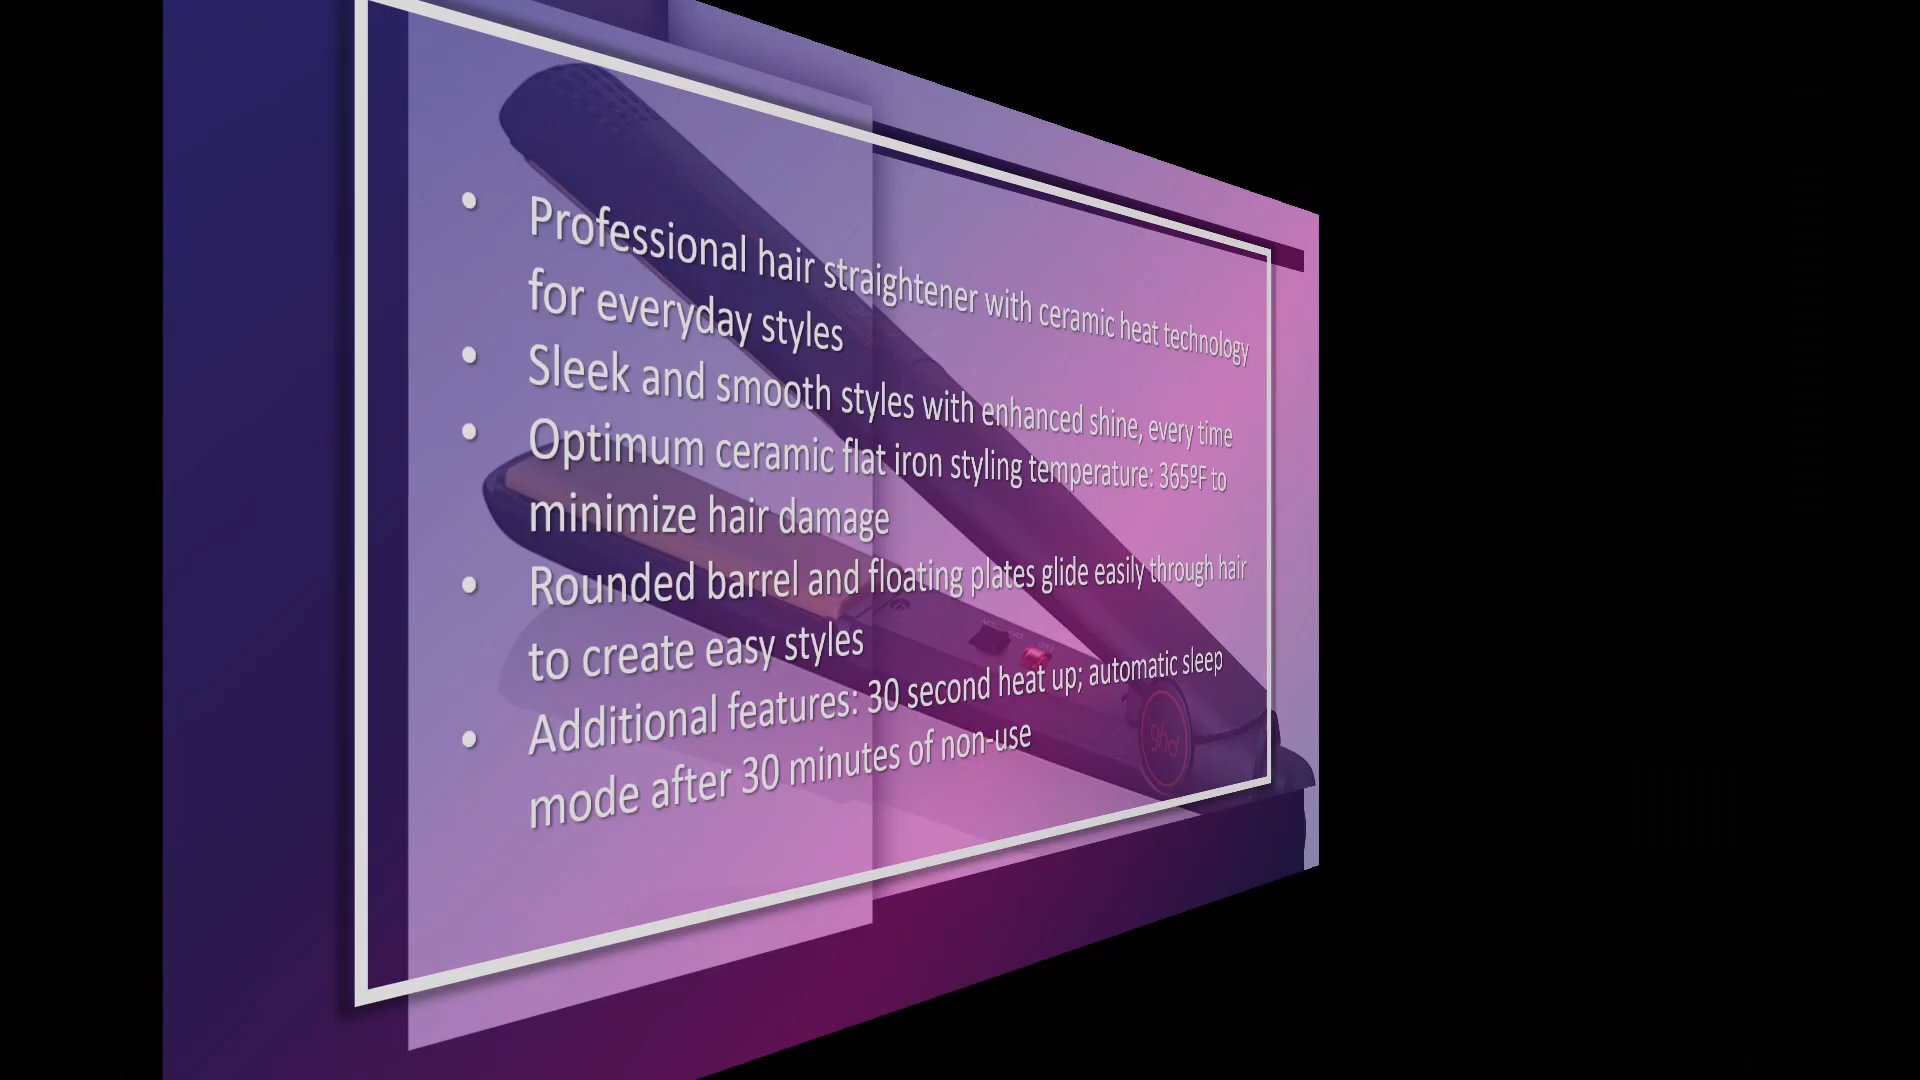 • Professional hair straightener with ceramic heat technology
for everyday styles
• Sleek and smooth styles with enhanced shine, every time
• Optimum ceramic flat iron styling temperature: 365ºF to
minimize hair damage
• Rounded barrel and floating plates glide easily through hair
to create easy styles
• Additional features: 30 second heat up; automatic sleep
mode after 30 minutes of non-use
ghd